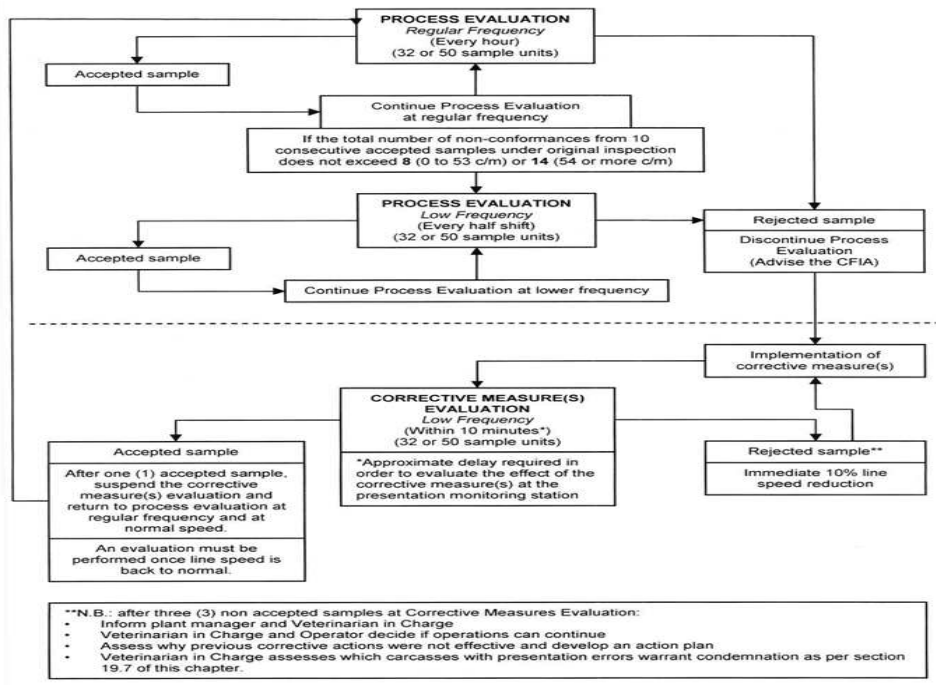 PROCESS EVALUATION
Regular Frequency
(Every hour)
(32 or 50 sample units)
Accepted sample
Continue Process Evaluation
at regular frequency
If the total number of non-conformances from 10
consecutive accepted samples under original inspection
does not exceed 8 (0 to 53 c/m) or 14 (54 or more c/m)
PROCESS EVALUATION
Low Frequency
(Every half shift)
(32 or 50 sample units)
Accepted sample
Continue Process Evaluation at lower frequency
Rejected sample
Discontinue Process
Evaluation
(Advise the CFIA)
Implementation of
corrective measure(s)
CORRECTIVE MEASURE(S)
EVALUATION
Low Frequency
(Within 10 minutes*)
(32 or 50 sample units)
*Approximate delay required in
order to evaluate the effect of the
corrective measure(s) at the
presentation monitoring station
Accepted sample
After one (1) accepted sample,
suspend the corrective
measure(s) evaluation and
return to process evaluation at
regular frequency and at
normal speed.
An evaluation must be
performed once line speed is
back to normal.
Rejected sample**
Immediate 10% line
speed reduction
**N.B.: after three (3) non accepted samples at Corrective Measures Evaluation:
• Inform plant manager and Veterinarian in Charge
• Veterinarian in Charge and Operator decide if operations can continue
• Assess why previous corrective actions were not effective and develop an action plan
• Veterinarian in Charge assesses which carcasses with presentation errors warrant condemnation as per section
19.7 of this chapter.